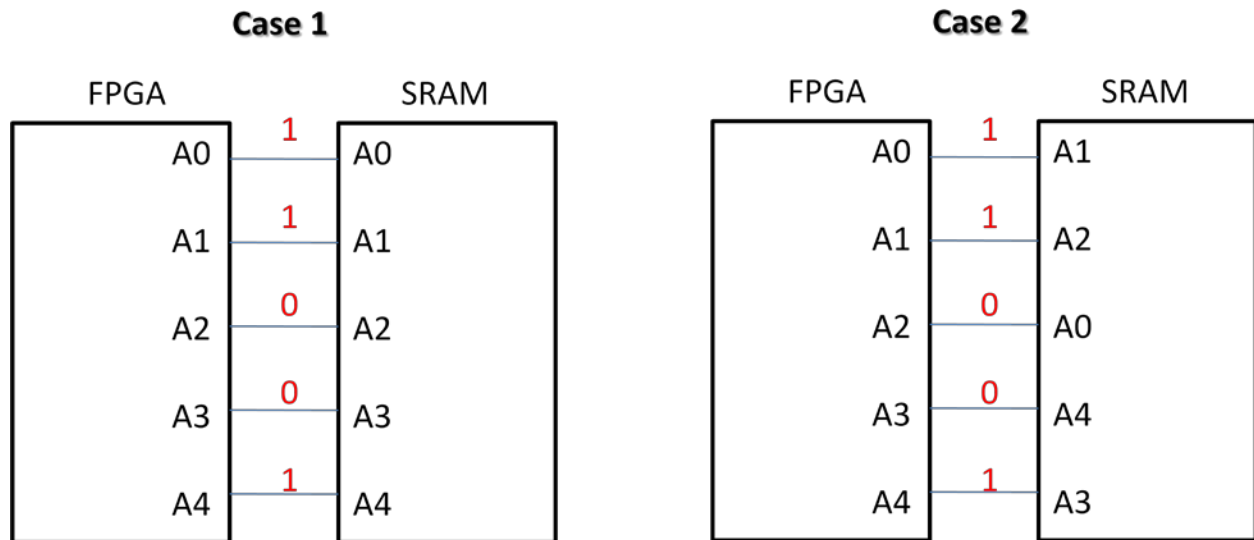 Case 1
FPGA SRAM
1
A0 A0
1
A1 A1
0
A2 A2
0
A3 A3
1
A4 A4
Case 2
FPGA SRAM
1
A0 A1
1
A1 A2
0
A2 A0
0
A3 A4
1
A4 A3